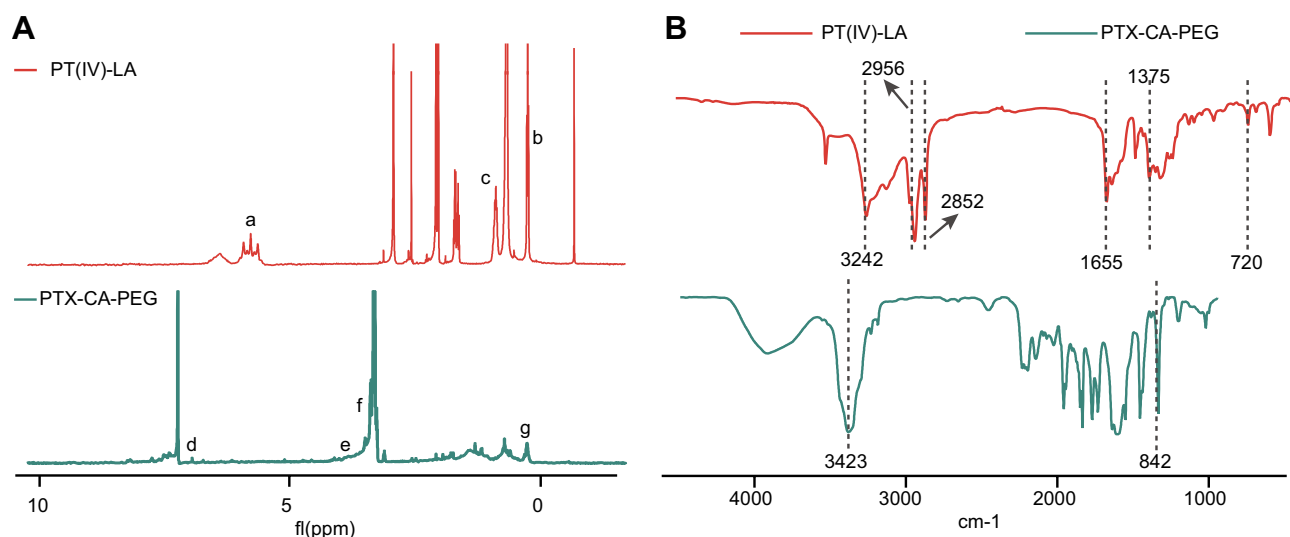 A
PT(IV)-LA
a
c
b
PTX-CA-PEG
d
e
f
g
10
5
0
fl(ppm)
B
PT(IV)-LA
PTX-CA-PEG
2956
1375
2852
3242
1655
720
3423
842
4000
3000
2000
1000
cm-1